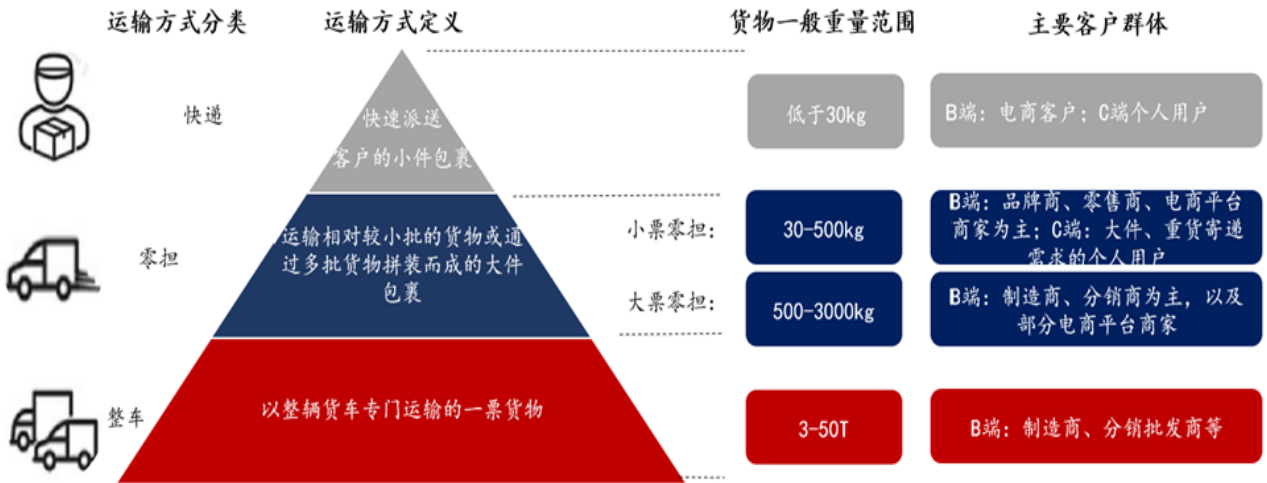 运输方式分类
运输方式定义
货物一般重量范围
主要客户群体
快递
快速派送
客户的小件包裹
低于30kg
B端：电商客户；C端个人用户
零担
运输相对较小批的货物或通
过多批货物拼装而成的大件
包裹
小票零担：
30-500kg
B端：品牌商、零售商、电商平台
商家为主；C端：大件、重货寄递
需求的个人用户
大票零担：
500-3000kg
B端：制造商、分销商为主，以及
部分电商平台商家
整车
以整辆货车专门运输的一票货物
3-50T
B端：制造商、分销批发商等